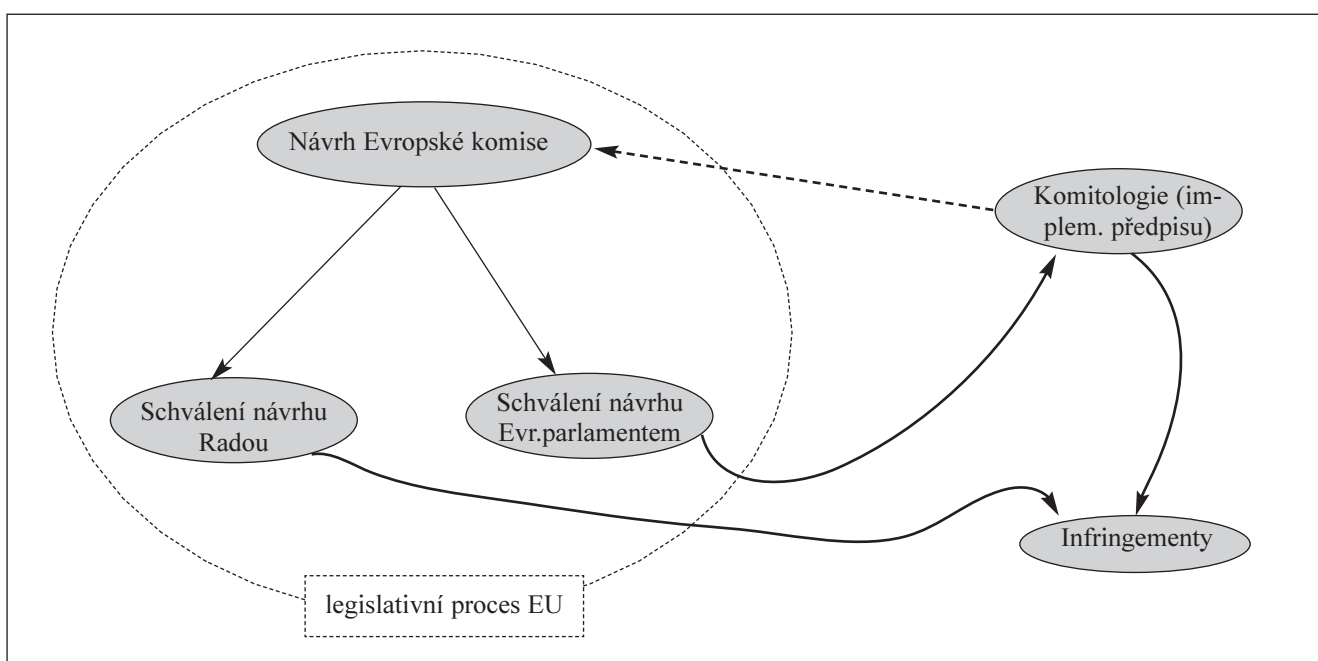 Návrh Evropské komise
Komitologie (im-
plem. předpisu)
Schválení návrhu
Radou
Schválení návrhu
Evr.parlamentem
Infringementy
legislativní proces EU